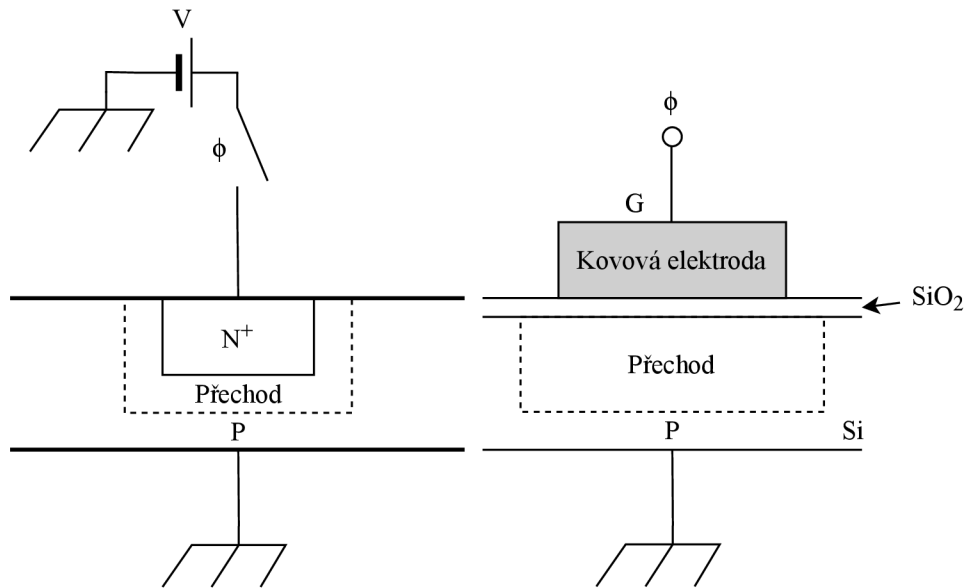 V
ϕ
N⁺
Přechod
P
ϕ
G
Kovová elektroda
SiO₂
Přechod
P
Si